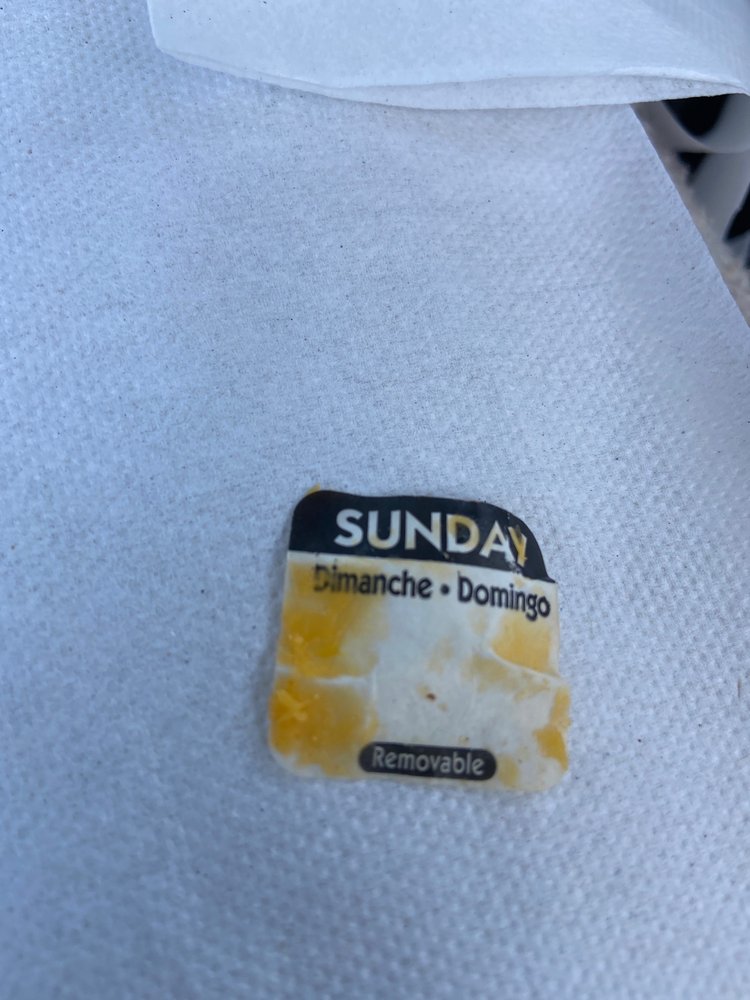 SUNDAY
Dimanche • Domingo
Removable